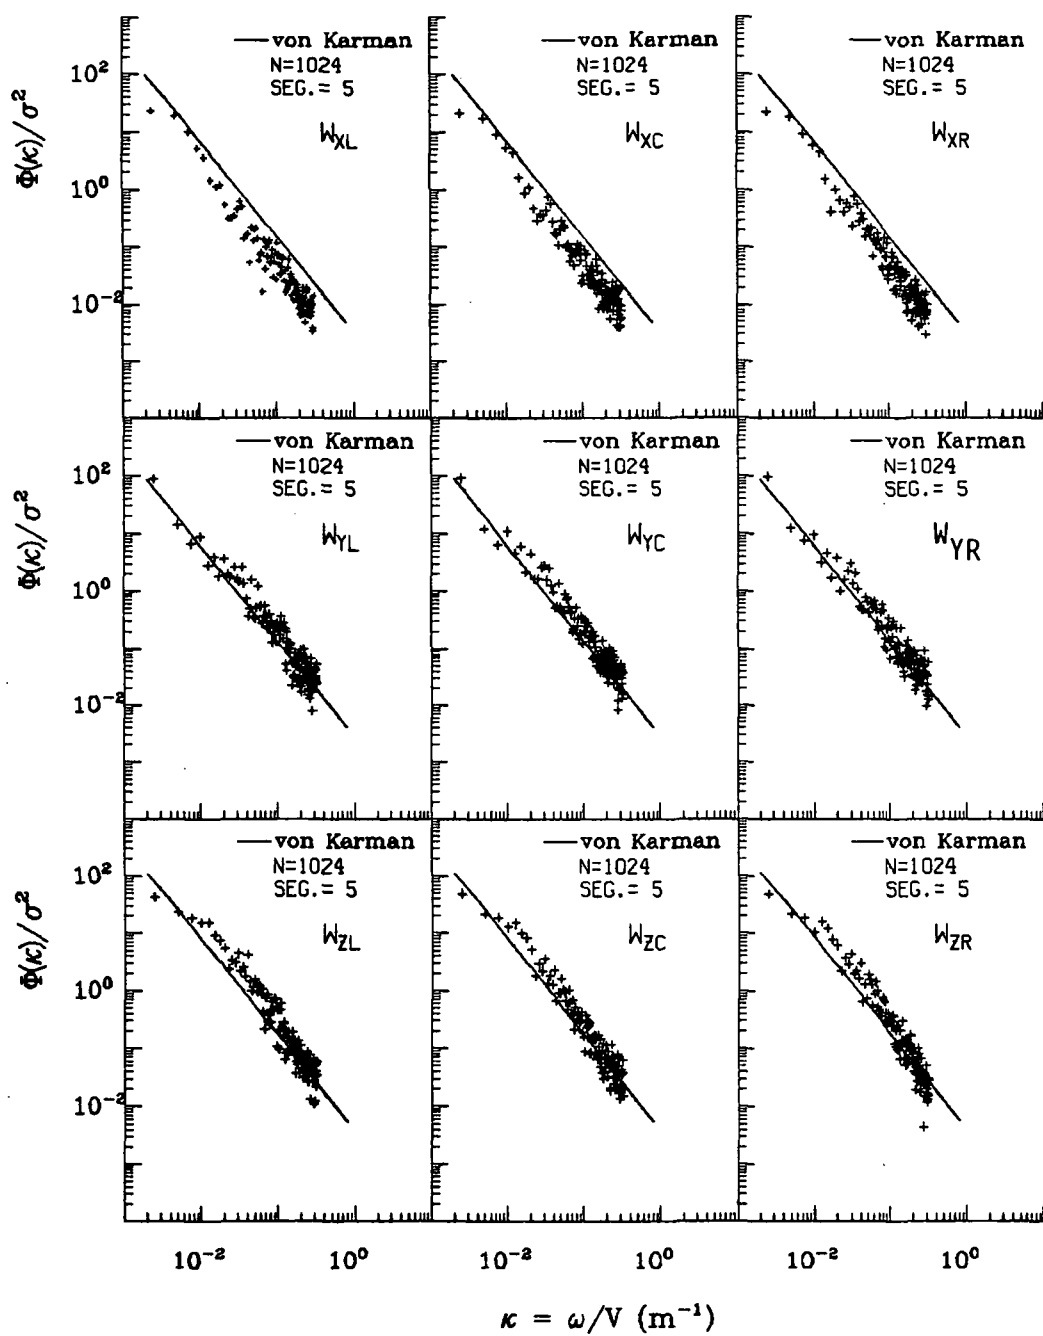 Φ(κ)/σ²
10²
10⁰
10⁻²
von Karman
N=1024
SEG.= 5
W_XL
von Karman
N=1024
SEG.= 5
W_XC
von Karman
N=1024
SEG.= 5
W_XR
Φ(κ)/σ²
10²
10⁰
10⁻²
von Karman
N=1024
SEG.= 5
W_YL
von Karman
N=1024
SEG.= 5
W_YC
von Karman
N=1024
SEG.= 5
W_YR
Φ(κ)/σ²
10²
10⁰
10⁻²
von Karman
N=1024
SEG.= 5
W_ZL
von Karman
N=1024
SEG.= 5
W_ZC
von Karman
N=1024
SEG.= 5
W_ZR
10⁻² 10⁰ 10⁻² 10⁰ 10⁻² 10⁰
κ = ω/V (m⁻¹)